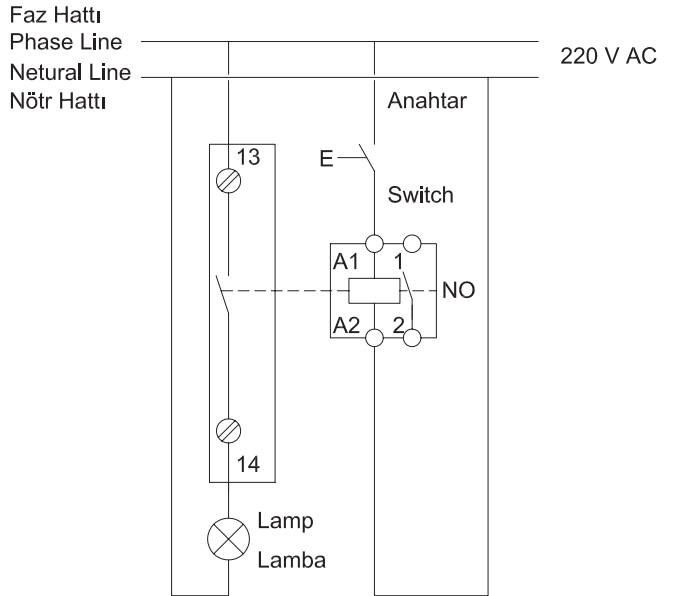 Faz Hattı
Phase Line
220 V AC
Netural Line
Nötr Hattı
Anahtar
13
E
Switch
A1
1
NO
A2
2
14
Lamp
Lamba